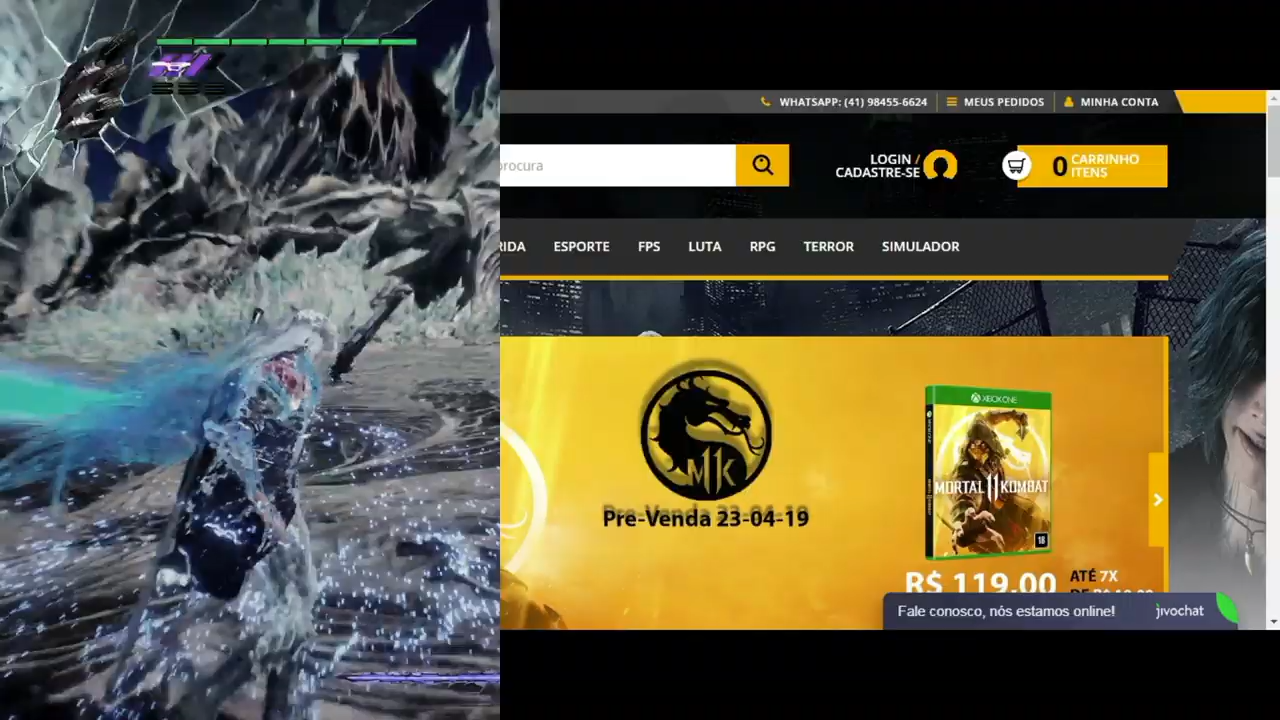 WHATSAPP: (41) 98455-6624
MEUS PEDIDOS
MINHA CONTA
procura
LOGIN /
CADASTRE-SE
0 CARRINHO
ITENS
ESPORTE
FPS
LUTA
RPG
TERROR
SIMULADOR
MK
Pre-Venda 23-04-19
XBOX ONE
MORTAL 11 KOMBAT
18
R$ 119,00
ATÉ 7X
Fale conosco, nós estamos online!
jivochat